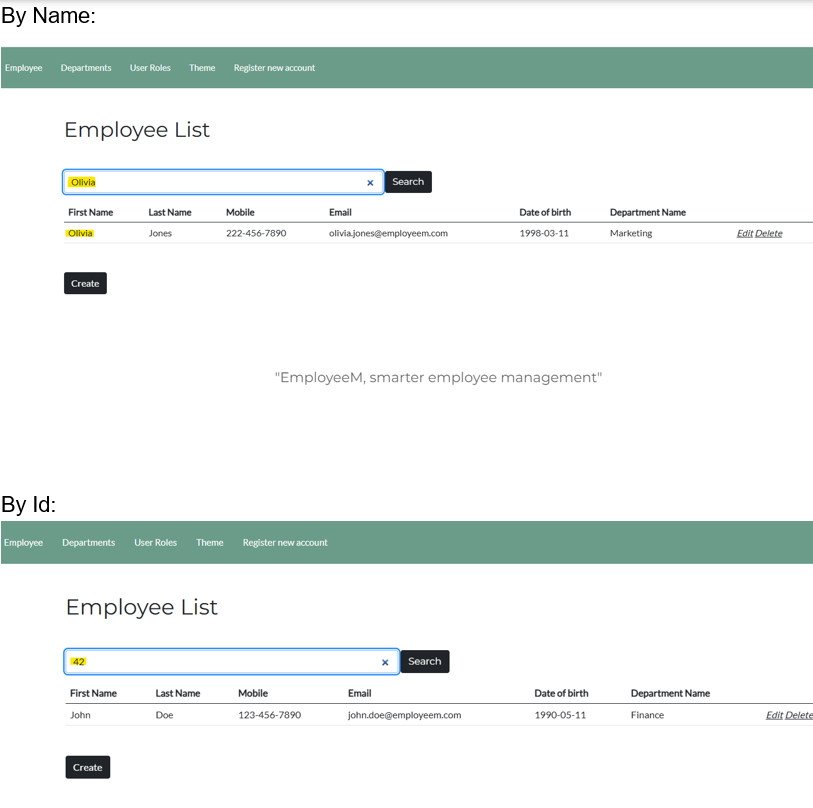 By Name:
Employee Departments User Roles Theme Register new account
Employee List
Olivia × Search
First Name Last Name Mobile Email Date of birth Department Name
Olivia Jones 222-456-7890 olivia.jones@employeem.com 1998-03-11 Marketing Edit Delete
Create
"EmployeeM, smarter employee management"
By Id:
Employee Departments User Roles Theme Register new account
Employee List
42 × Search
First Name Last Name Mobile Email Date of birth Department Name
John Doe 123-456-7890 john.doe@employeem.com 1990-05-11 Finance Edit Delete
Create